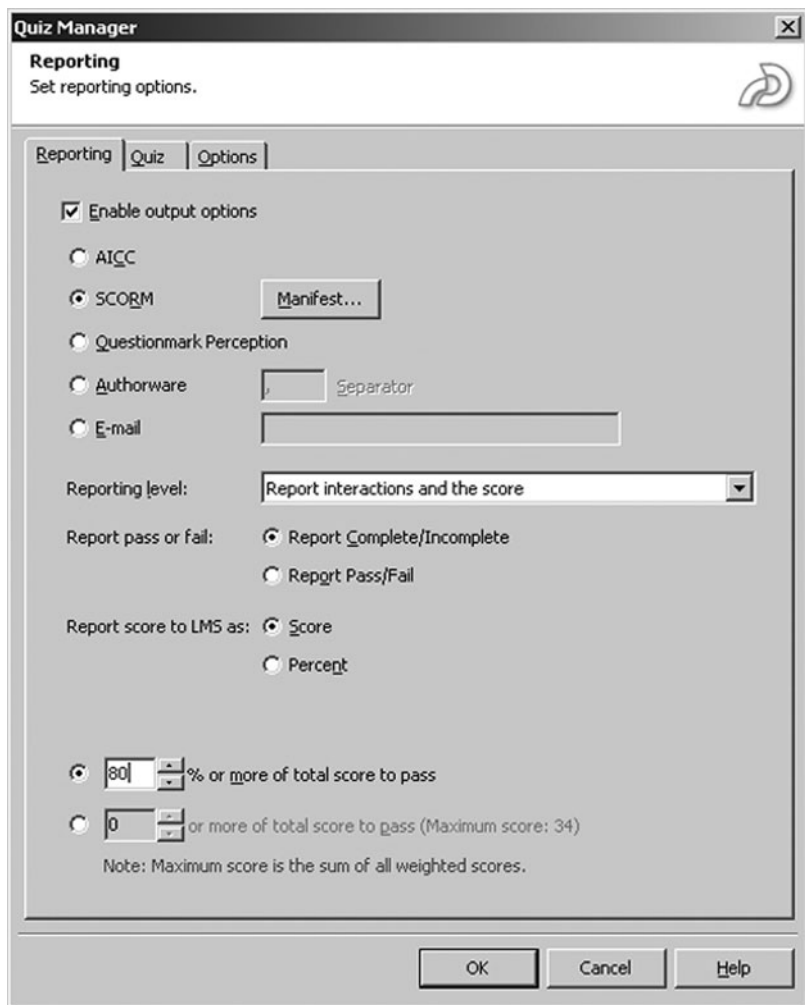 Quiz Manager
Reporting
Set reporting options.
Reporting Quiz Options
Enable output options
AICC
SCORM Manifest...
Questionmark Perception
Authorware , Separator
E-mail
Reporting level: Report interactions and the score
Report pass or fail: Report Complete/Incomplete
Report Pass/Fail
Report score to LMS as: Score
Percent
80 % or more of total score to pass
0 or more of total score to pass (Maximum score: 34)
Note: Maximum score is the sum of all weighted scores.
OK Cancel Help